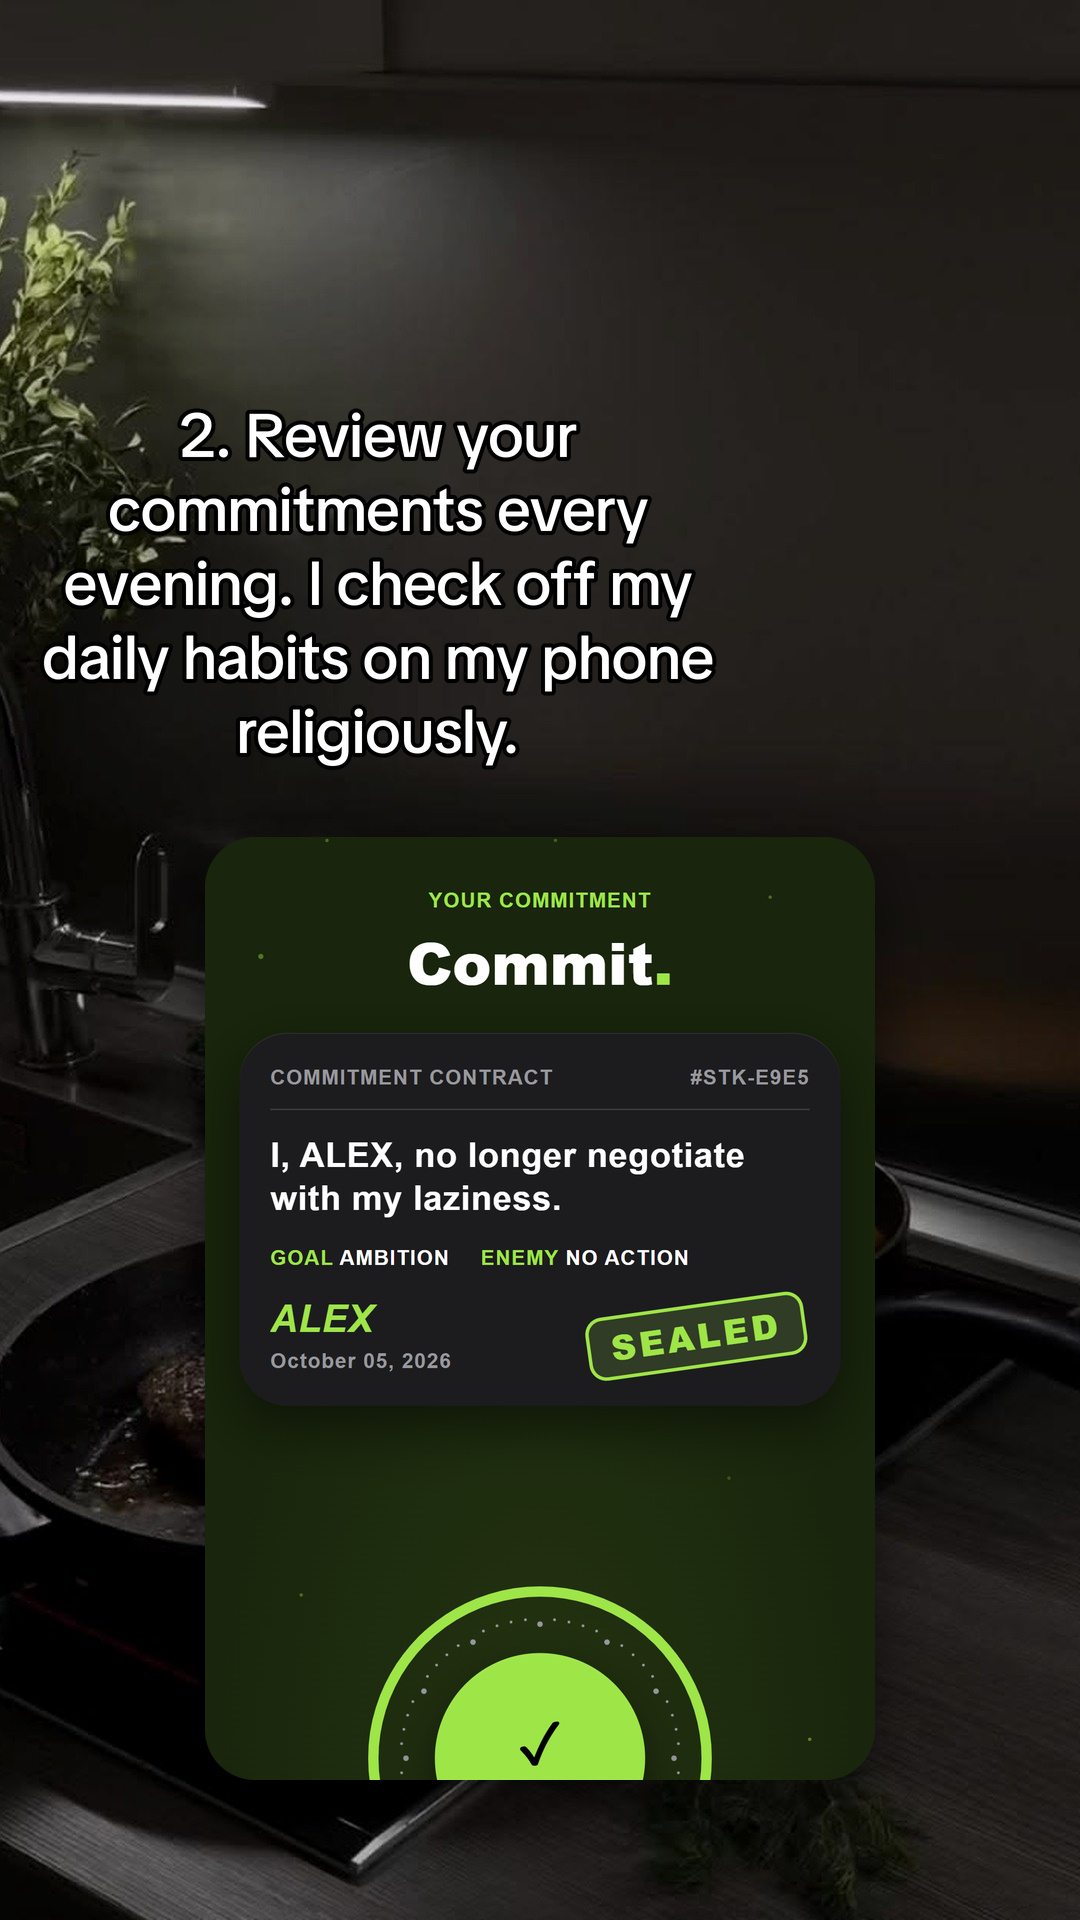 2. Review your
commitments every
evening. I check off my
daily habits on my phone
religiously.
YOUR COMMITMENT
Commit.
COMMITMENT CONTRACT #STK-E9E5
I, ALEX, no longer negotiate
with my laziness.
GOAL AMBITION ENEMY NO ACTION
ALEX
SEALED
October 05, 2026